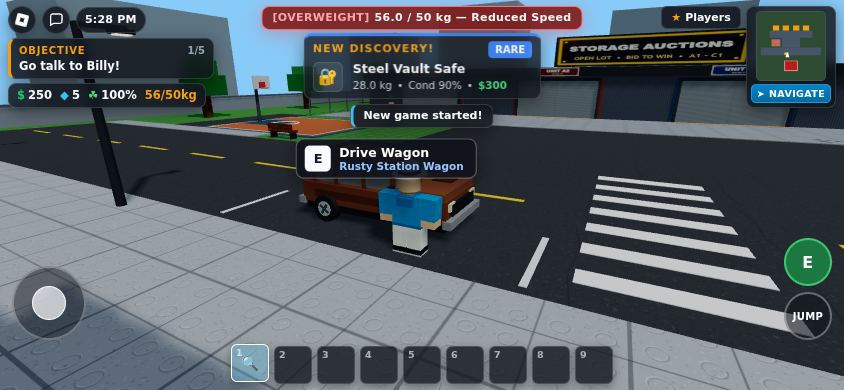 5:28 PM
[OVERWEIGHT] 56.0 / 50 kg — Reduced Speed
★ Players
OBJECTIVE 1/5
Go talk to Billy!
$ 250 5 100% 56/50kg
NEW DISCOVERY! RARE
Steel Vault Safe
28.0 kg • Cond 90% • $300
New game started!
STORAGE AUCTIONS
OPEN LOT • BID TO WIN • A1 - C1
UNIT A2
NAVIGATE
E Drive Wagon
Rusty Station Wagon
E
JUMP
1 2 3 4 5 6 7 8 9